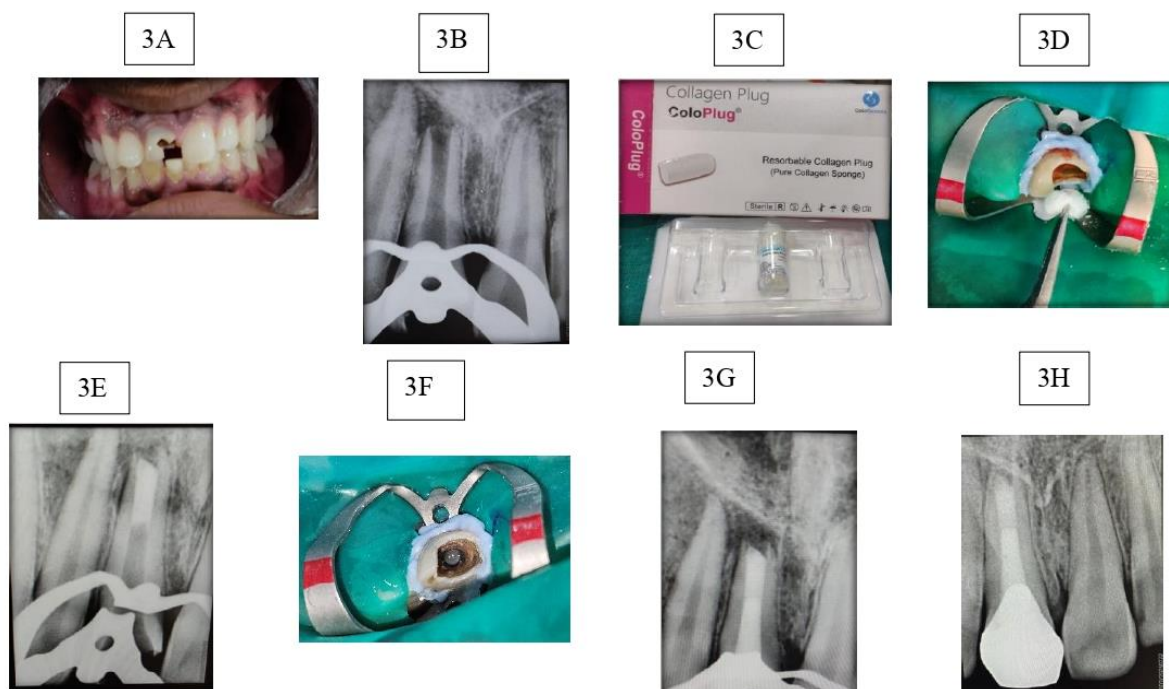 3A
3B
3C
3D
Collagen Plug
ColoPlug®
ColoPlug®
Resorbable Collagen Plug
(Pure Collagen Sponge)
Sterile R
3E
3F
3G
3H